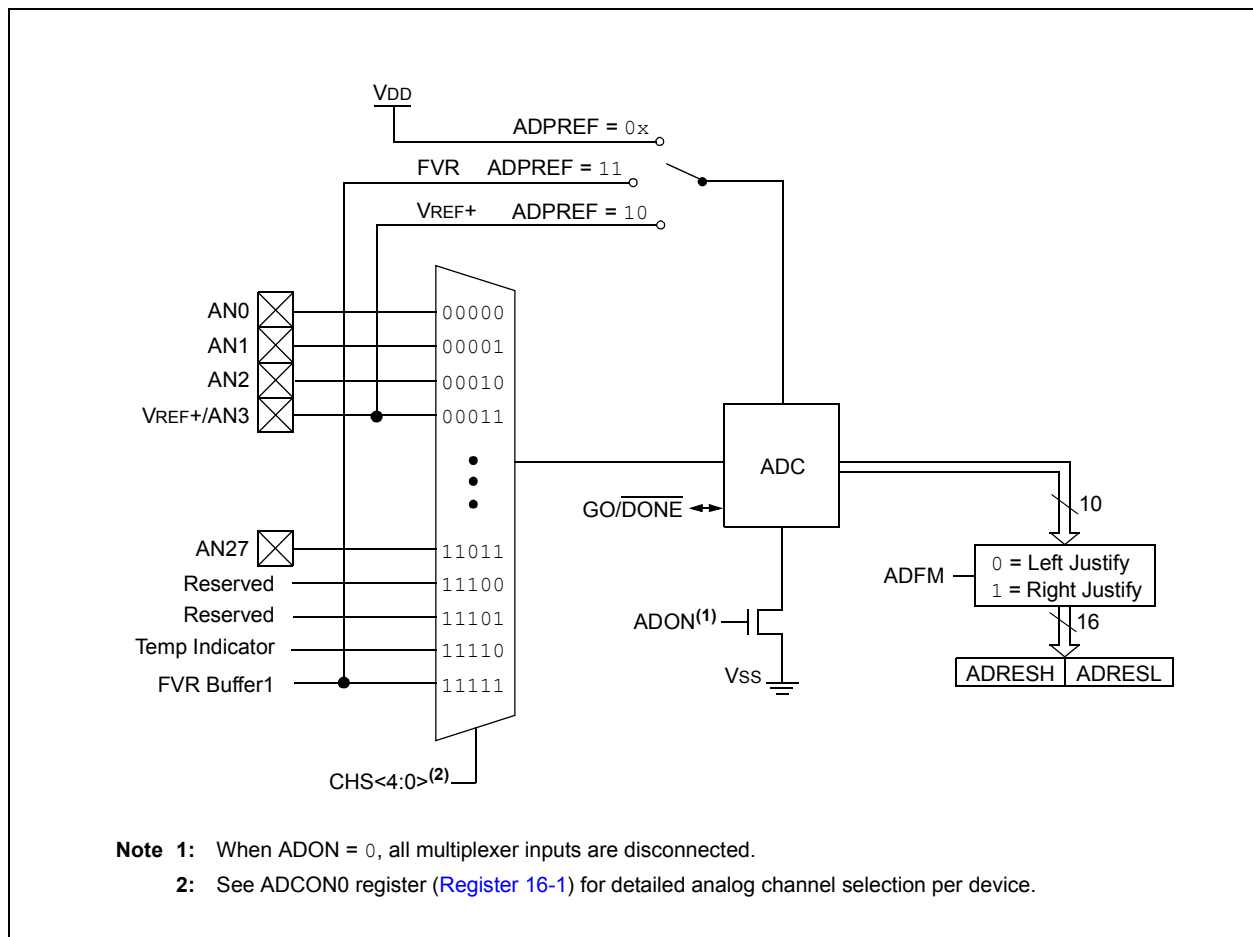 VDD
ADPREF = 0x
FVR ADPREF = 11
VREF+ ADPREF = 10
AN0 00000
AN1 00001
AN2 00010
VREF+/AN3 00011
ADC
GO/DONE
10
AN27 11011
Reserved 11100
Reserved 11101
Temp Indicator 11110
FVR Buffer1 11111
ADFM
0 = Left Justify
1 = Right Justify
ADON(1)
16
VSS
ADRESH ADRESL
CHS<4:0>(2)
Note 1: When ADON = 0, all multiplexer inputs are disconnected.
2: See ADCON0 register (Register 16-1) for detailed analog channel selection per device.